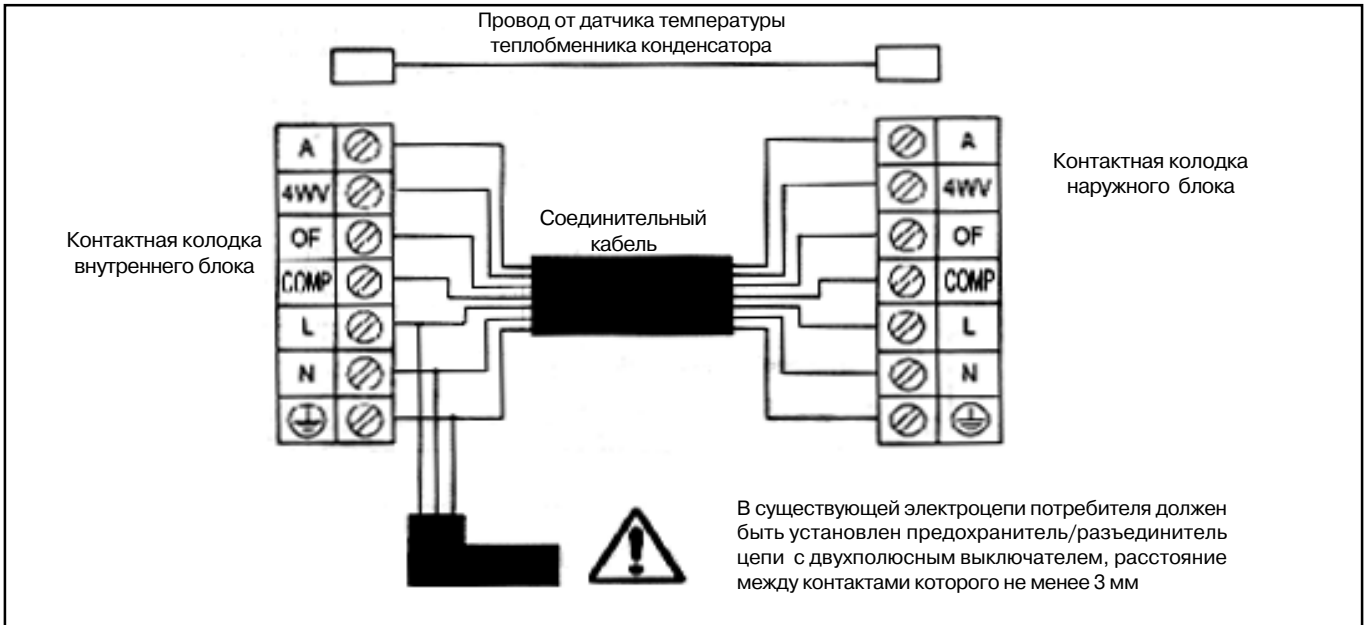 Провод от датчика температуры
теплобменника конденсатора
A
4WV
OF
COMP
L
N
Контактная колодка
внутреннего блока
Соединительный
кабель
A
4WV
OF
COMP
L
N
Контактная колодка
наружного блока
В существующей электроцепи потребителя должен
быть установлен предохранитель/разъединитель
цепи с двухполюсным выключателем, расстояние
между контактами которого не менее 3 мм